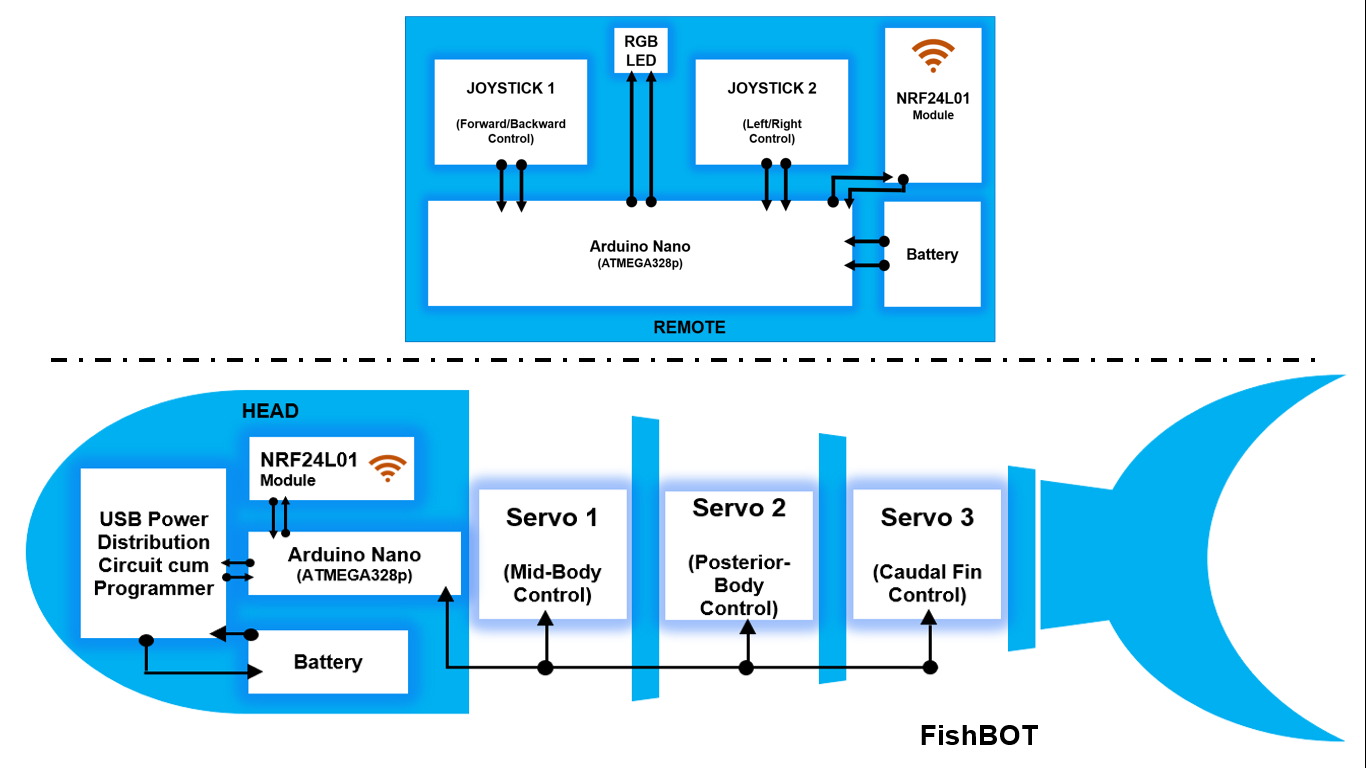 RGB
LED
JOYSTICK 1
(Forward/Backward
Control)
JOYSTICK 2
(Left/Right
Control)
NRF24L01
Module
Arduino Nano
(ATMEGA328p)
Battery
REMOTE
HEAD
NRF24L01
Module
USB Power
Distribution
Circuit cum
Programmer
Arduino Nano
(ATMEGA328p)
Battery
Servo 1
(Mid-Body
Control)
Servo 2
(Posterior-
Body
Control)
Servo 3
(Caudal Fin
Control)
FishBOT